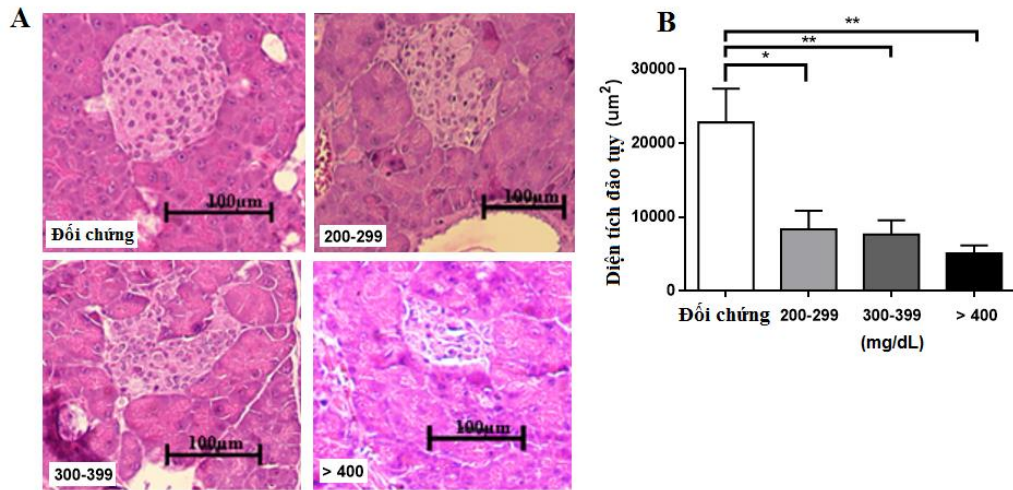 A
100µm
Đối chứng
100µm
200-299
100µm
300-399
100µm
> 400
B
**
**
*
Diện tích đảo tụy (um²)
30000
20000
10000
0
Đối chứng
200-299
300-399
> 400
(mg/dL)